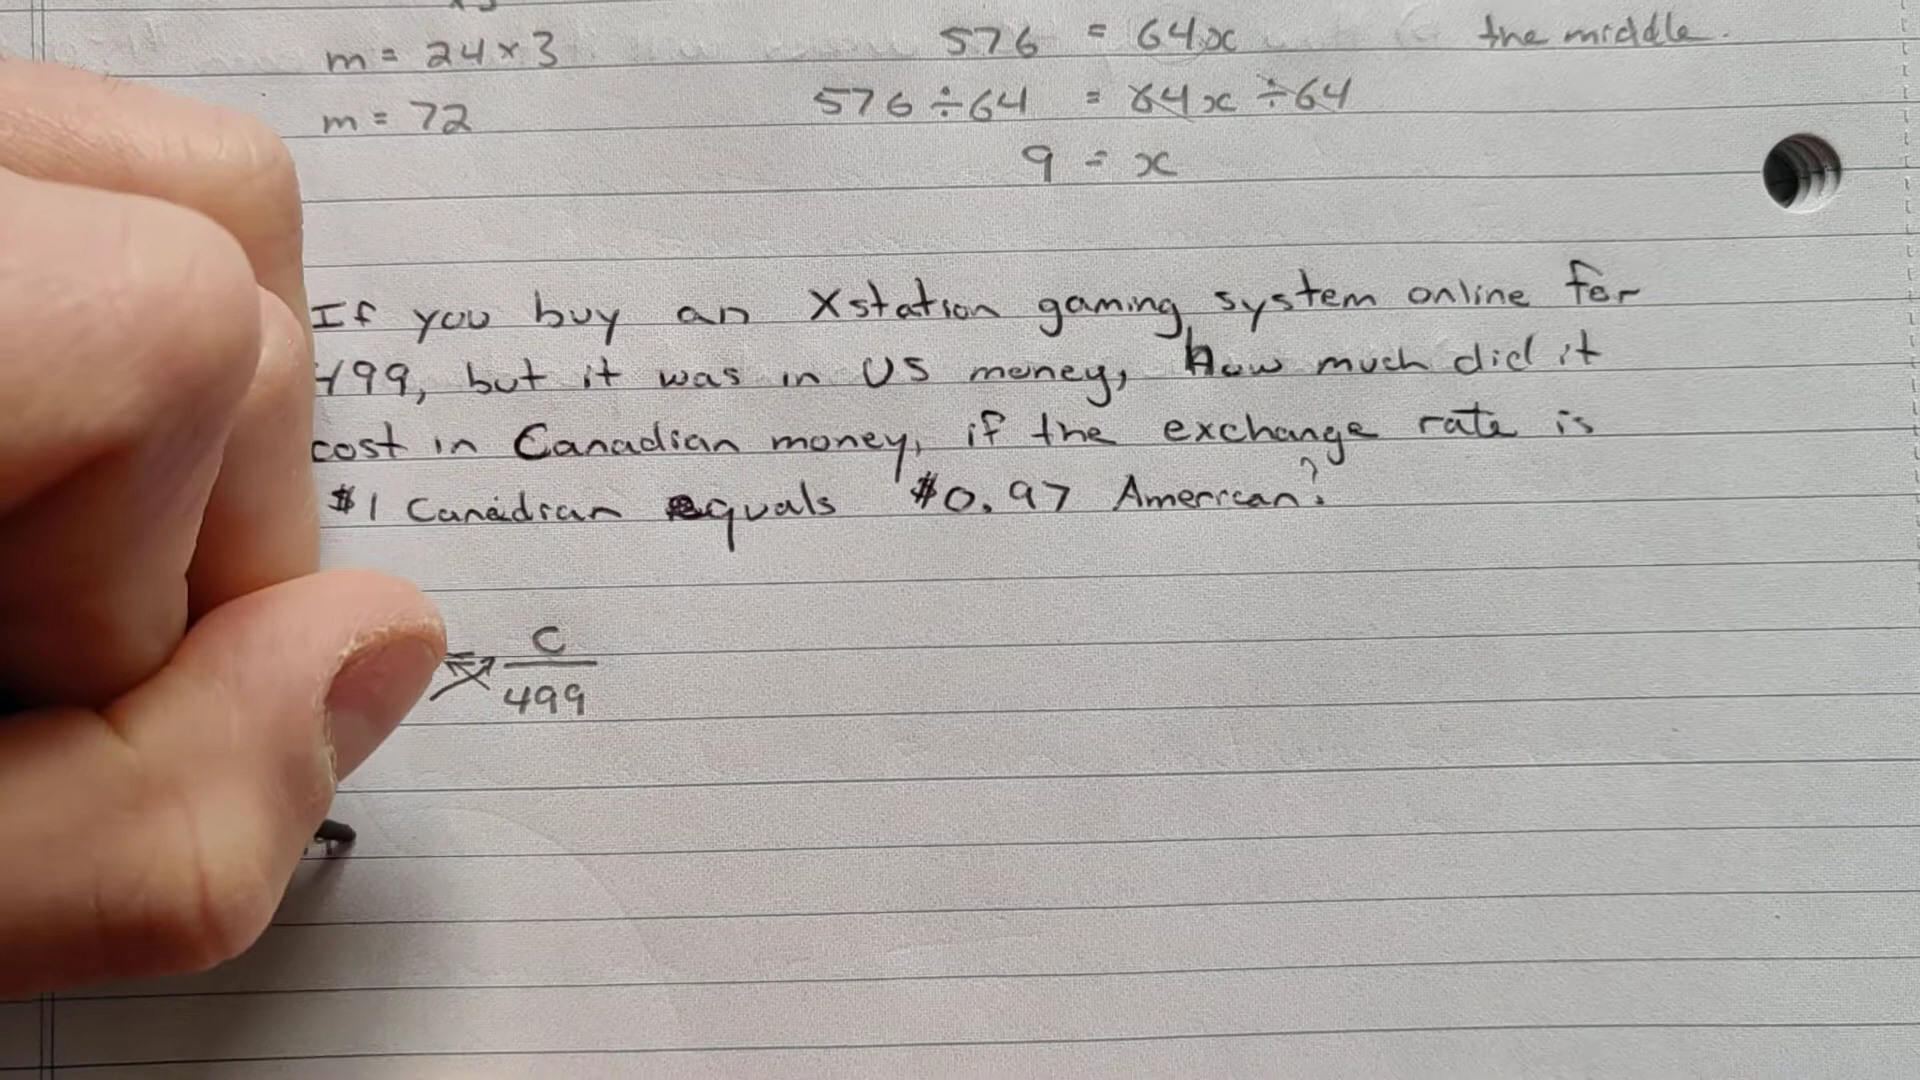 m = 24 x 3
m = 72
576 = 64x
576 ÷ 64 = 64x ÷ 64
9 = x
the middle.
If you buy an Xstation gaming system online for
499, but it was in US money, How much did it
cost in Canadian money, if the exchange rate is
$1 Canadian equals $0.97 American?
C
499